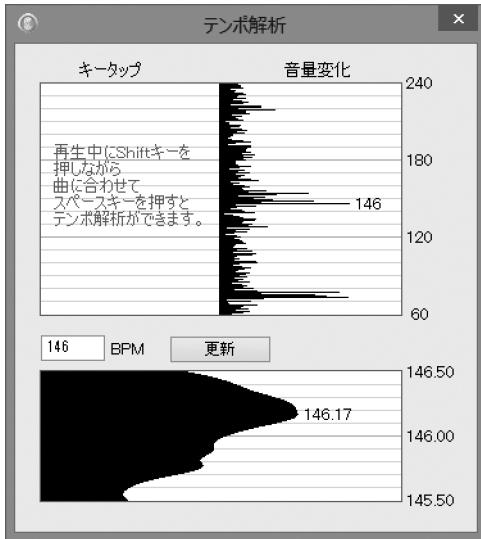 テンポ解析
×
キータップ
音量変化
240
再生中にShiftキーを
押しながら
曲に合わせて
スペースキーを押すと
テンポ解析ができます。
180
146
120
60
146 BPM 更新
146.50
146.17
146.00
145.50